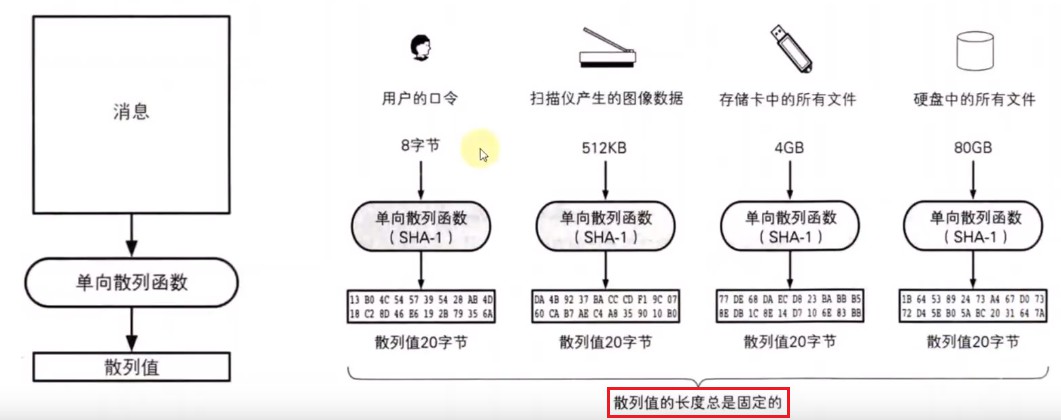 消息
单向散列函数
散列值
用户的口令
8字节
单向散列函数
（SHA-1）
13 B0 4C 54 57 39 54 28 AB 4D
18 C2 8D 46 E6 19 2B 79 35 6A
散列值20字节
扫描仪产生的图像数据
512KB
单向散列函数
（SHA-1）
DA 4B 92 37 BA CC CD F1 9C 07
60 CA B7 AE C4 A8 35 90 10 B0
散列值20字节
存储卡中的所有文件
4GB
单向散列函数
（SHA-1）
77 DE 68 DA EC D8 23 BA BB B5
8E DB 1C 8E 14 D7 10 6E 83 BB
散列值20字节
硬盘中的所有文件
80GB
单向散列函数
（SHA-1）
1B 64 53 89 24 73 A4 67 D0 73
72 D4 5E B0 5A BC 20 31 64 7A
散列值20字节
散列值的长度总是固定的